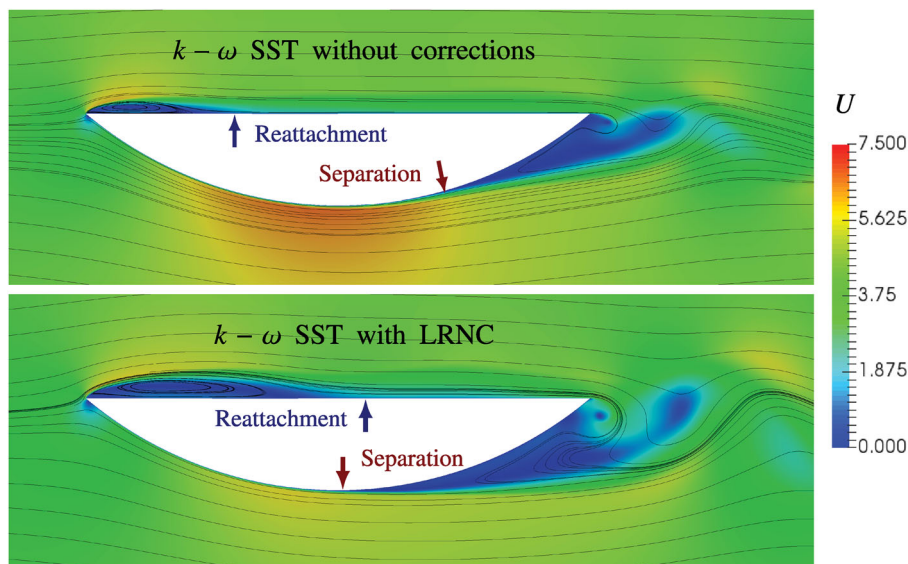 k − ω SST without corrections
Reattachment
Separation
k − ω SST with LRNC
Reattachment
Separation
U
7.500
5.625
3.75
1.875
0.000